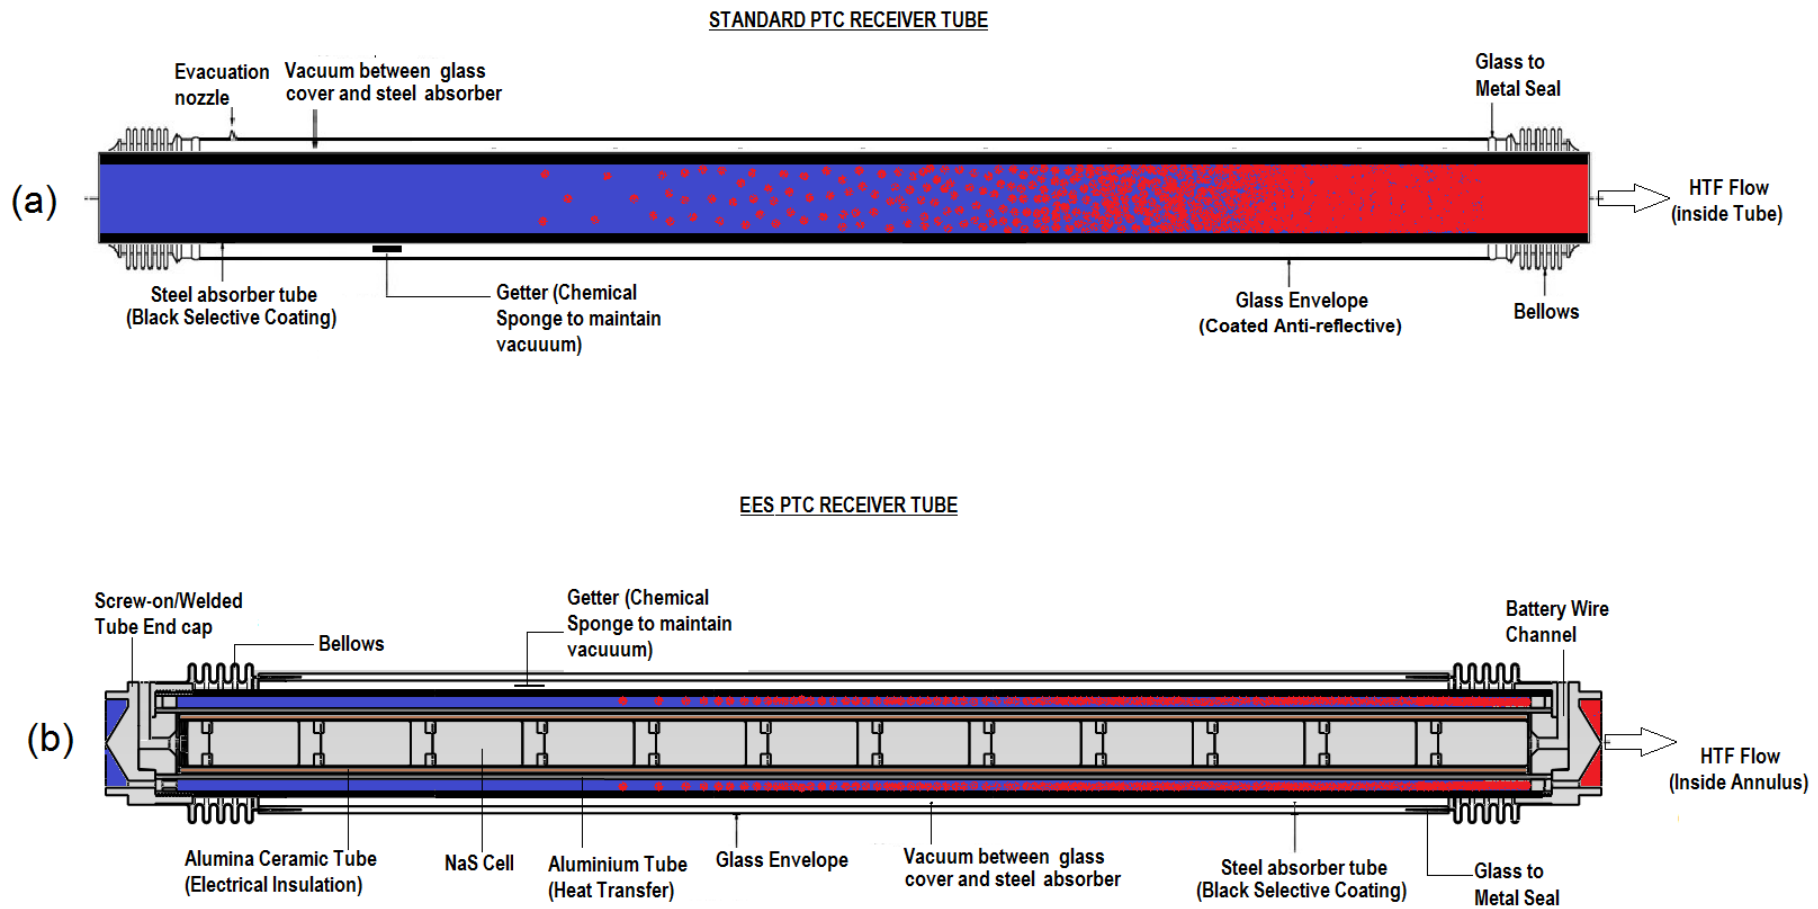 STANDARD PTC RECEIVER TUBE
Evacuation
nozzle
Vacuum between glass
cover and steel absorber
Glass to
Metal Seal
(a)
HTF Flow
(inside Tube)
Steel absorber tube
(Black Selective Coating)
Getter (Chemical
Sponge to maintain
vacuuum)
Glass Envelope
(Coated Anti-reflective)
Bellows
EES PTC RECEIVER TUBE
Screw-on/Welded
Tube End cap
Bellows
Getter (Chemical
Sponge to maintain
vacuuum)
Battery Wire
Channel
(b)
HTF Flow
(Inside Annulus)
Alumina Ceramic Tube
(Electrical Insulation)
NaS Cell
Aluminium Tube
(Heat Transfer)
Glass Envelope
Vacuum between glass
cover and steel absorber
Steel absorber tube
(Black Selective Coating)
Glass to
Metal Seal